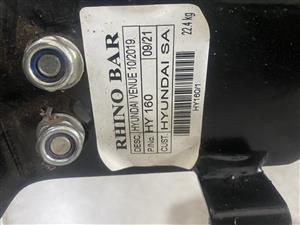 RHINO BAR
DESC. HYUNDAI VENUE 10/2019
P/No. HY 160 09/21
CUST. HYUNDAI SA
22.4 kg
HY160/1